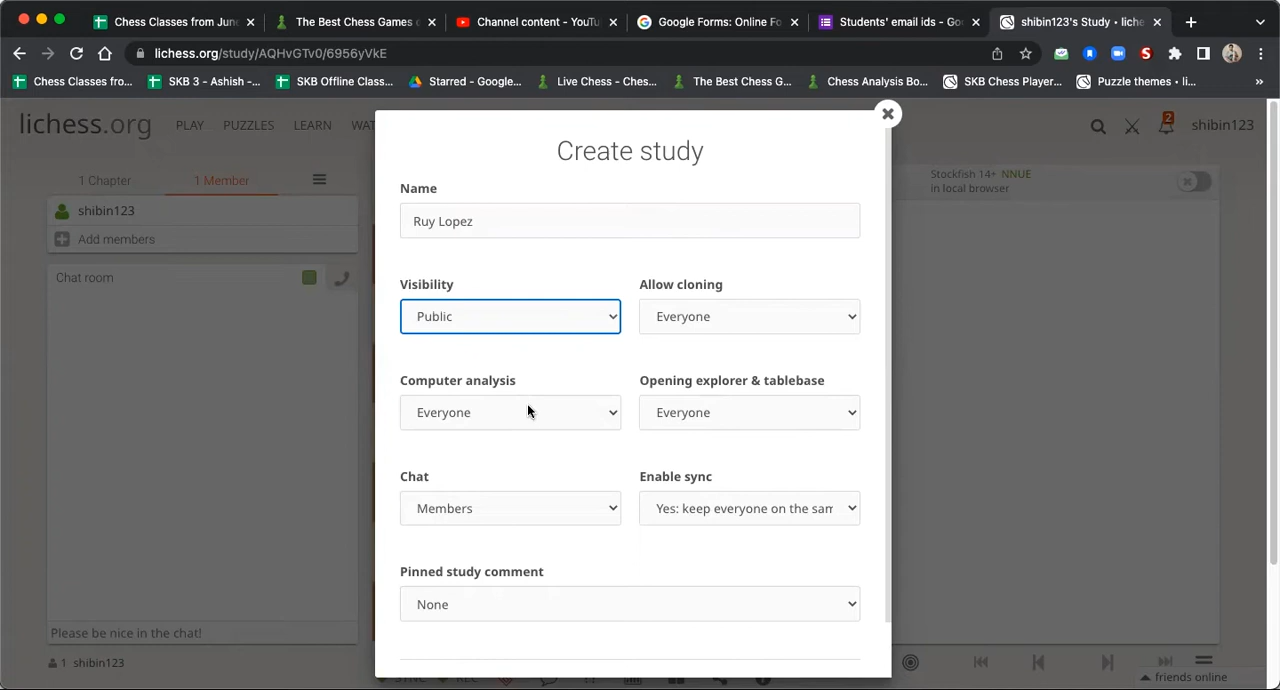 Chess Classes from June
The Best Chess Games o
Channel content - YouTu
Google Forms: Online Fo
Students' email ids - Goo
shibin123's Study • liche
lichess.org/study/AQHvGTv0/6956yVkE
Chess Classes fro...
SKB 3 - Ashish -...
SKB Offline Class...
Starred - Google...
Live Chess - Ches...
The Best Chess G...
Chess Analysis Bo...
SKB Chess Player...
Puzzle themes • li...
»
lichess.org
PLAY
PUZZLES
LEARN
WAT
2
shibin123
Create study
1 Chapter
1 Member
Stockfish 14+ NNUE
in local browser
Name
shibin123
Ruy Lopez
Add members
Chat room
Visibility
Allow cloning
Public
Everyone
Computer analysis
Opening explorer & tablebase
Everyone
Everyone
Chat
Enable sync
Members
Yes: keep everyone on the sam
Pinned study comment
None
Please be nice in the chat!
1 shibin123
friends online